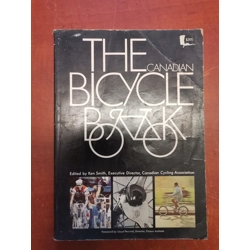 THE
CANADIAN
BICYCLE
BOOK
Edited by Ken Smith, Executive Director, Canadian Cycling Association